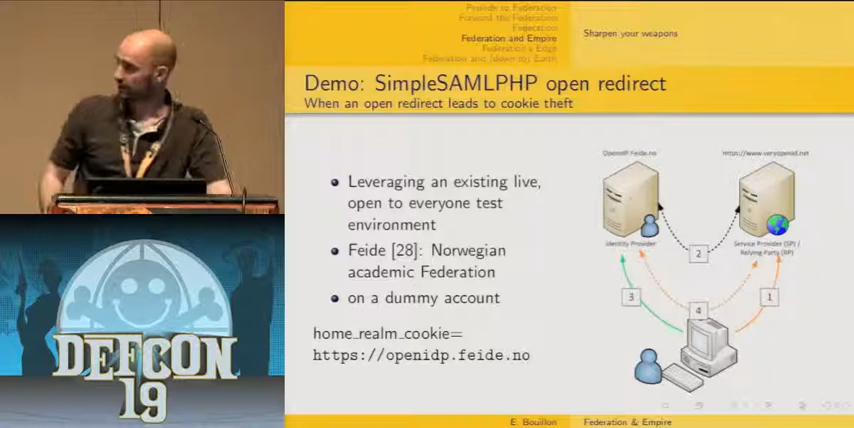 Prelude to Federation
Forward the Federation
Federation
Federation and Empire
Federation's Edge
Federation and (down to) Earth
Sharpen your weapons
Demo: SimpleSAMLPHP open redirect
When an open redirect leads to cookie theft
Leveraging an existing live,
open to everyone test
environment
Feide [28]: Norwegian
academic Federation
on a dummy account
home_realm_cookie=
https://openidp.feide.no
OpenIdP Feide.no
https://www.veryopenid.net
Identity Provider
Service Provider (SP) /
Relying Party (RP)
2
3
4
1
DEFCON
19
E. Bouillon
Federation & Empire